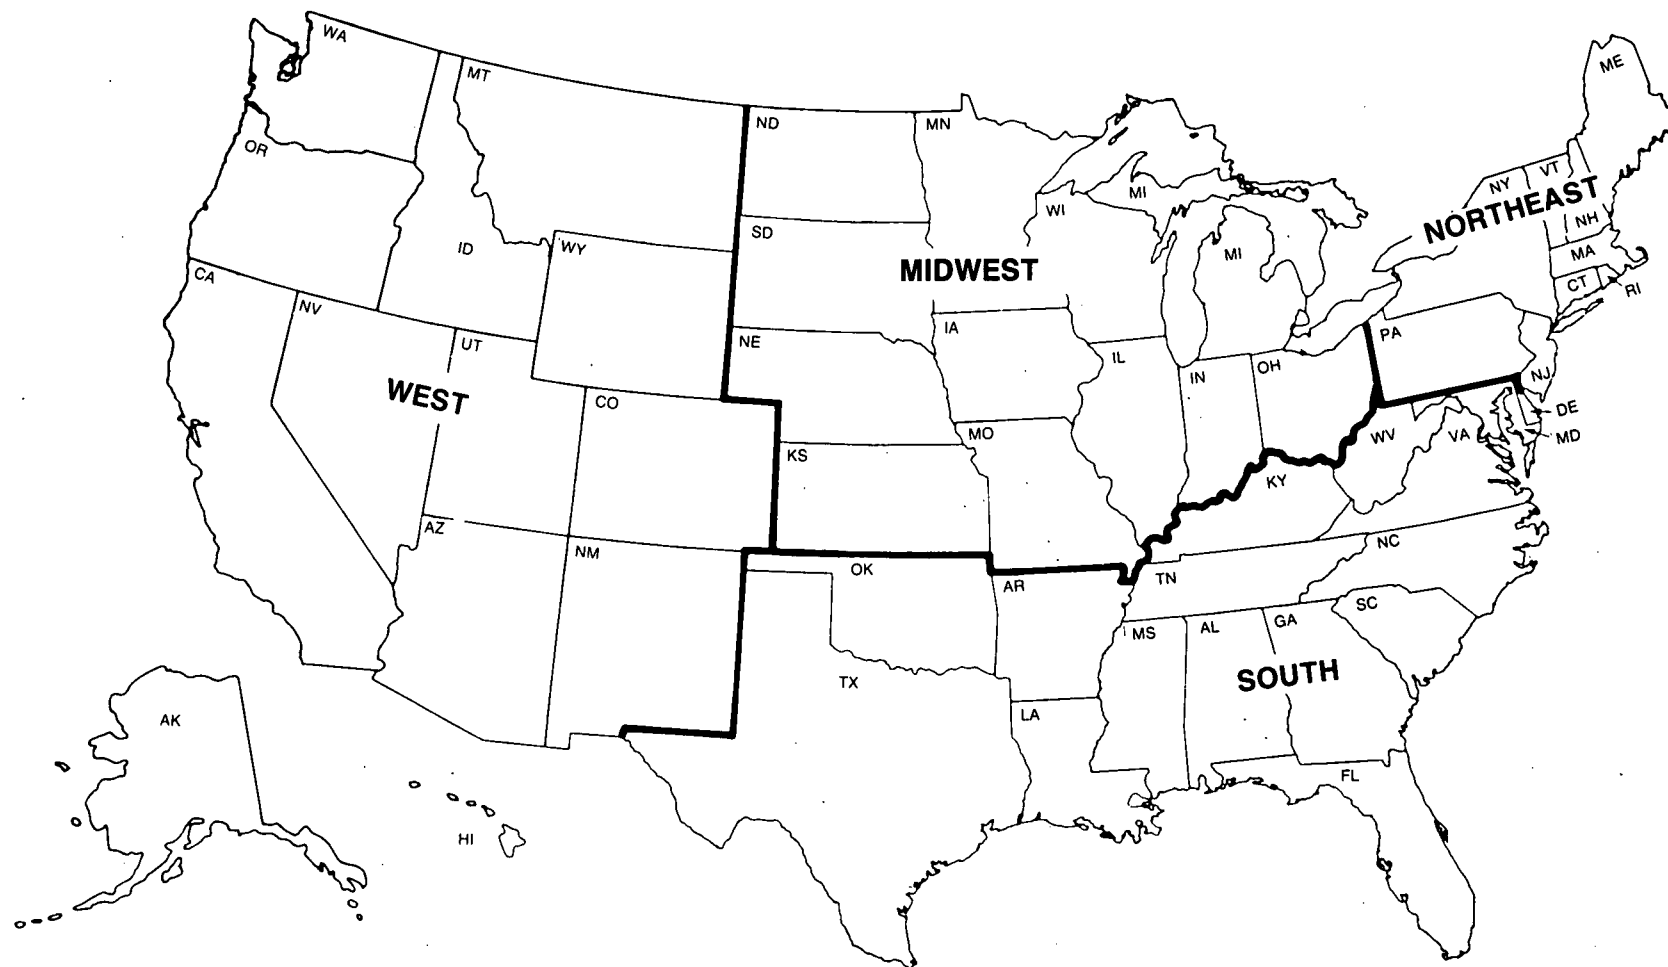 WA
MT
ND
MN
ME
OR
MI
NY
VT
WI
NORTHEAST
NH
SD
ID
WY
MIDWEST
MI
MA
CA
CT
RI
NV
IA
PA
UT
NE
IL
IN
OH
NJ
WEST
CO
DE
MO
WV
VA
MD
KS
KY
AZ
NM
OK
NC
AR
TN
SC
MS
AL
GA
SOUTH
TX
LA
AK
FL
HI